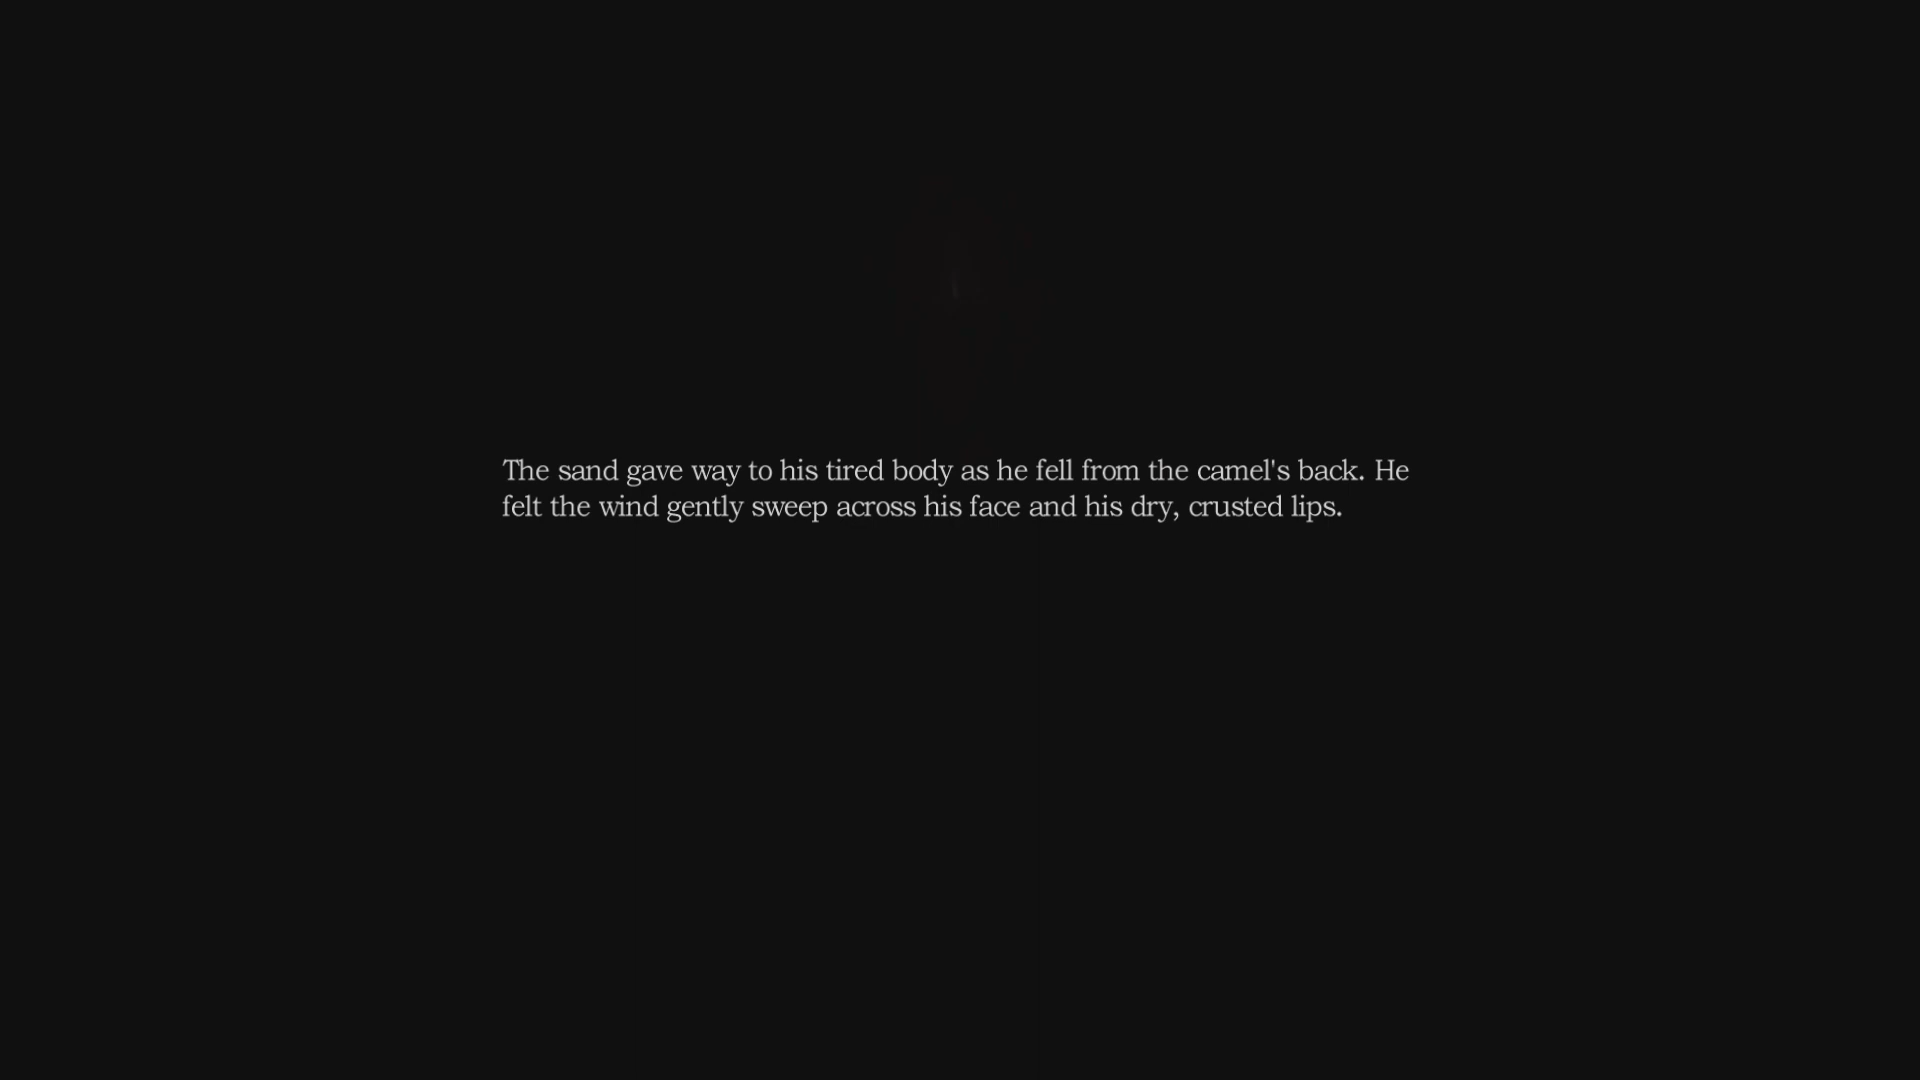 The sand gave way to his tired body as he fell from the camel's back. He
felt the wind gently sweep across his face and his dry, crusted lips.